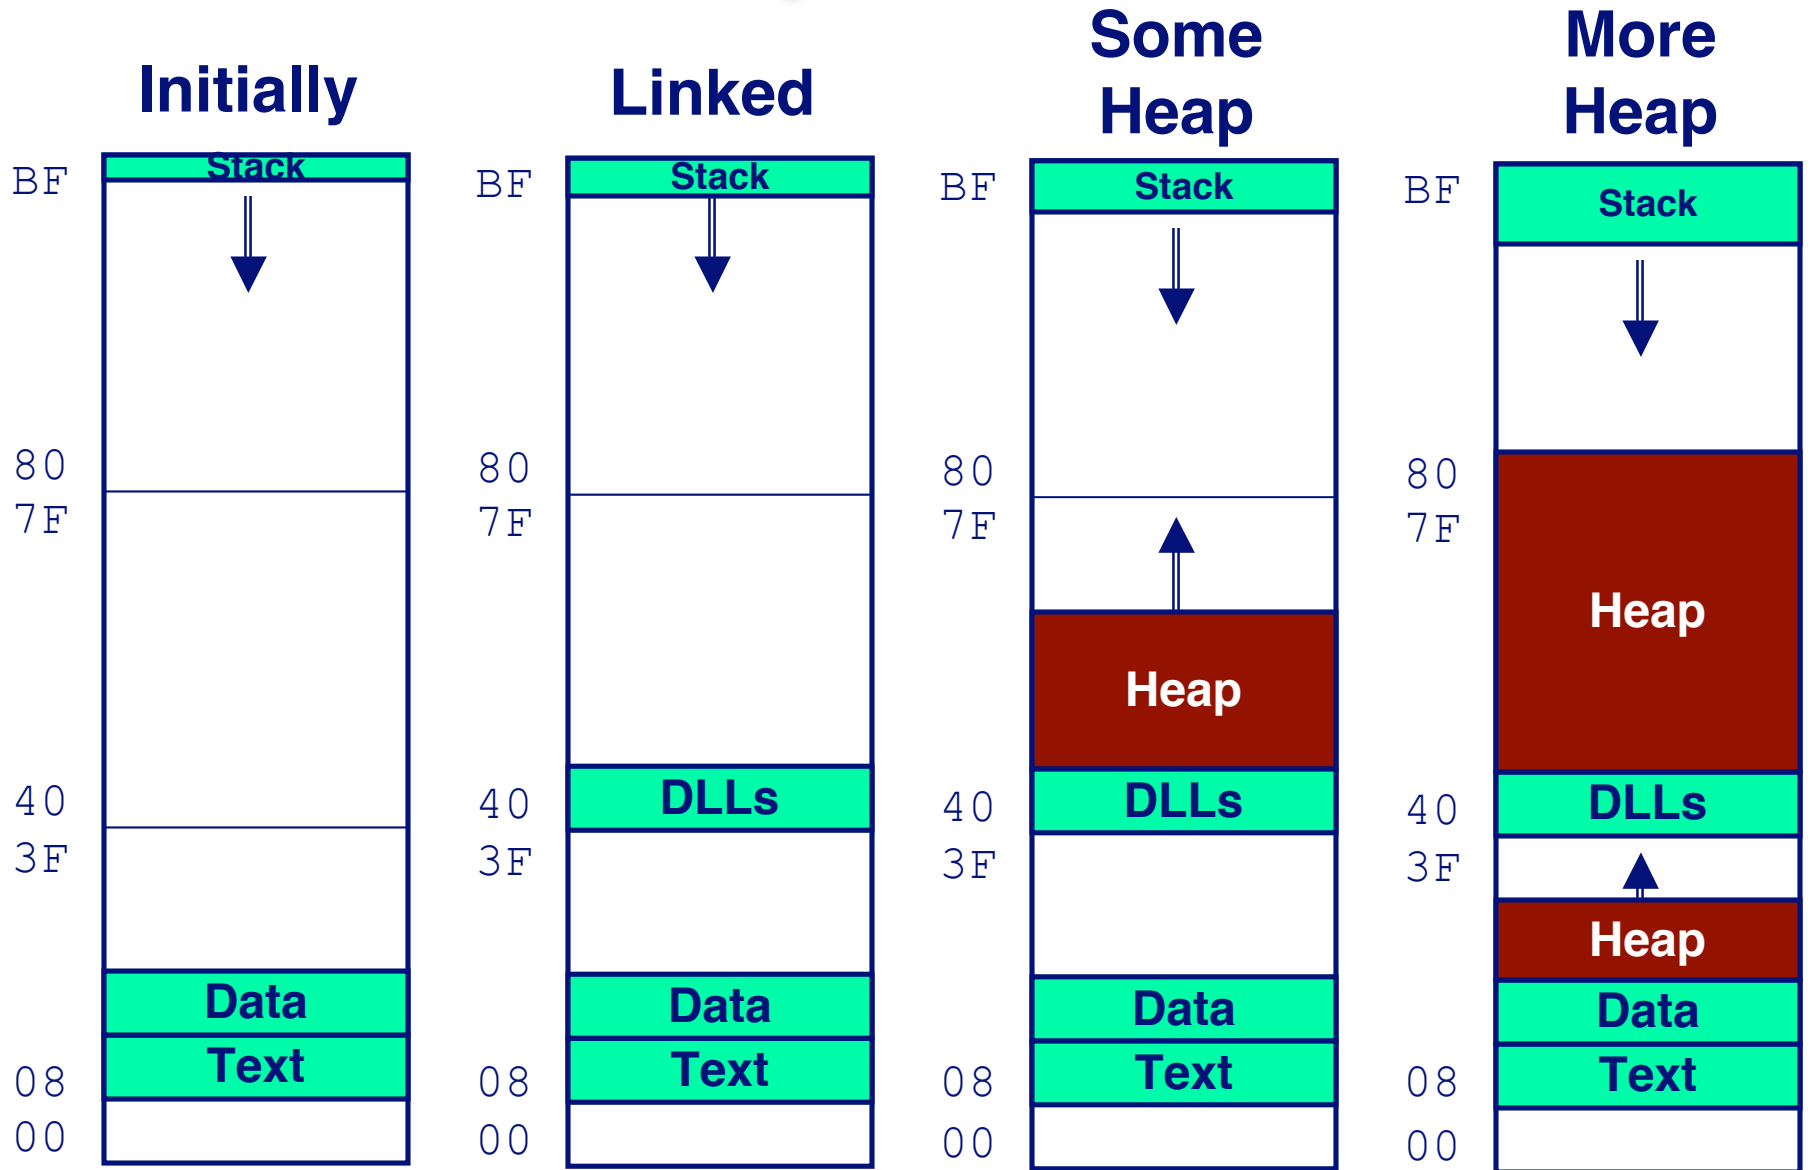 Initially
BF
Stack
80
7F
40
3F
Data
Text
08
00
Linked
BF
Stack
80
7F
DLLs
40
3F
Data
Text
08
00
Some
Heap
BF
Stack
80
7F
Heap
DLLs
40
3F
Data
Text
08
00
More
Heap
BF
Stack
80
7F
Heap
DLLs
40
3F
Heap
Data
Text
08
00